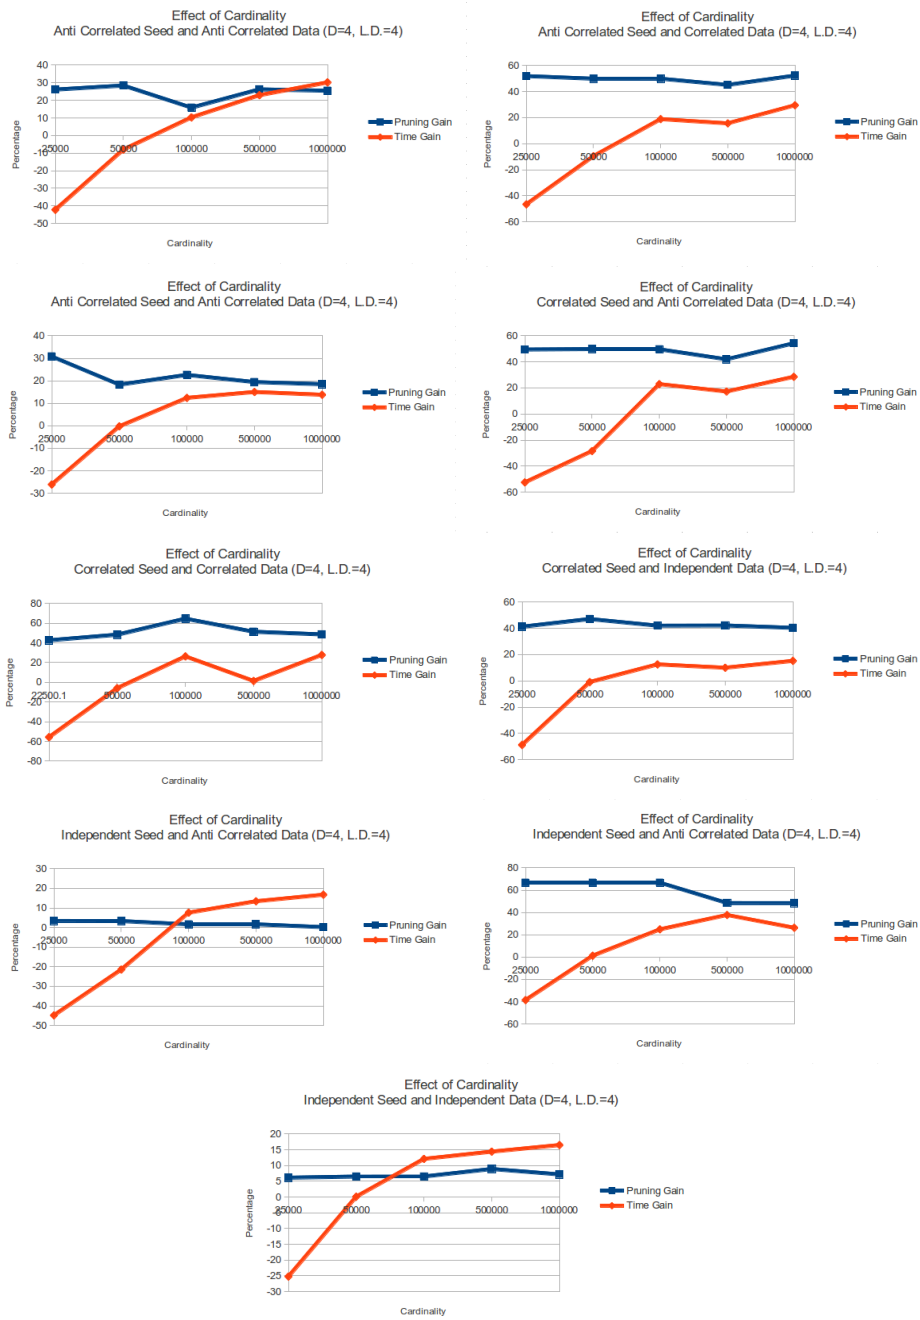 Effect of Cardinality
Anti Correlated Seed and Anti Correlated Data (D=4, L.D.=4)
40
30
20
10
0
-10
-20
-30
-40
-50
25000
50000
100000
500000
1000000
Percentage
Cardinality
Pruning Gain
Time Gain
Effect of Cardinality
Anti Correlated Seed and Correlated Data (D=4, L.D.=4)
60
40
20
0
-20
-40
-60
25000
50000
100000
500000
1000000
Percentage
Cardinality
Pruning Gain
Time Gain
Effect of Cardinality
Anti Correlated Seed and Anti Correlated Data (D=4, L.D.=4)
40
30
20
10
0
-10
-20
-30
25000
50000
100000
500000
1000000
Percentage
Cardinality
Pruning Gain
Time Gain
Effect of Cardinality
Correlated Seed and Anti Correlated Data (D=4, L.D.=4)
60
40
20
0
-20
-40
-60
25000
50000
100000
500000
1000000
Percentage
Cardinality
Pruning Gain
Time Gain
Effect of Cardinality
Correlated Seed and Correlated Data (D=4, L.D.=4)
80
60
40
20
0
-20
-40
-60
-80
22500.1
50000
100000
500000
1000000
Percentage
Cardinality
Pruning Gain
Time Gain
Effect of Cardinality
Correlated Seed and Independent Data (D=4, L.D.=4)
60
40
20
0
-20
-40
-60
25000
50000
100000
500000
1000000
Percentage
Cardinality
Pruning Gain
Time Gain
Effect of Cardinality
Independent Seed and Anti Correlated Data (D=4, L.D.=4)
30
20
10
0
-10
-20
-30
-40
-50
25000
50000
100000
500000
1000000
Percentage
Cardinality
Pruning Gain
Time Gain
Effect of Cardinality
Independent Seed and Anti Correlated Data (D=4, L.D.=4)
80
60
40
20
0
-20
-40
-60
25000
50000
100000
500000
1000000
Percentage
Cardinality
Pruning Gain
Time Gain
Effect of Cardinality
Independent Seed and Independent Data (D=4, L.D.=4)
20
15
10
5
0
-5
-10
-15
-20
-25
-30
25000
50000
100000
500000
1000000
Percentage
Cardinality
Pruning Gain
Time Gain